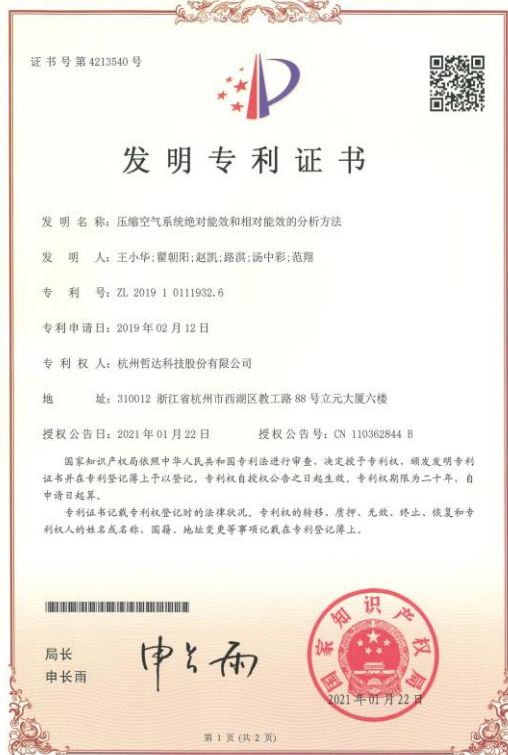 证书号第4213540号
发明专利证书
发 明 名 称：压缩空气系统绝对能效和相对能效的分析方法
发 明 人：王小华;翟朝阳;赵凯;路淇;汤中彩;范翔
专 利 号：ZL 2019 1 0111932.6
专利申请日：2019年02月12日
专 利 权 人：杭州哲达科技股份有限公司
地 址：310012 浙江省杭州市西湖区教工路88号立元大厦六楼
授权公告日：2021年01月22日 授权公告号：CN 110362844 B
国家知识产权局依照中华人民共和国专利法进行审查，决定授予专利权，颁发发明专利
证书并在专利登记簿上予以登记。专利权自授权公告之日起生效。专利权期限为二十年，自
申请日起算。
专利证书记载专利权登记时的法律状况。专利权的转移、质押、无效、终止、恢复和专
利权人的姓名或名称、国籍、地址变更等事项记载在专利登记簿上。
局长
申长雨
申长雨
国家知识产权局
2021年01月22日
第 1 页 (共 2 页)